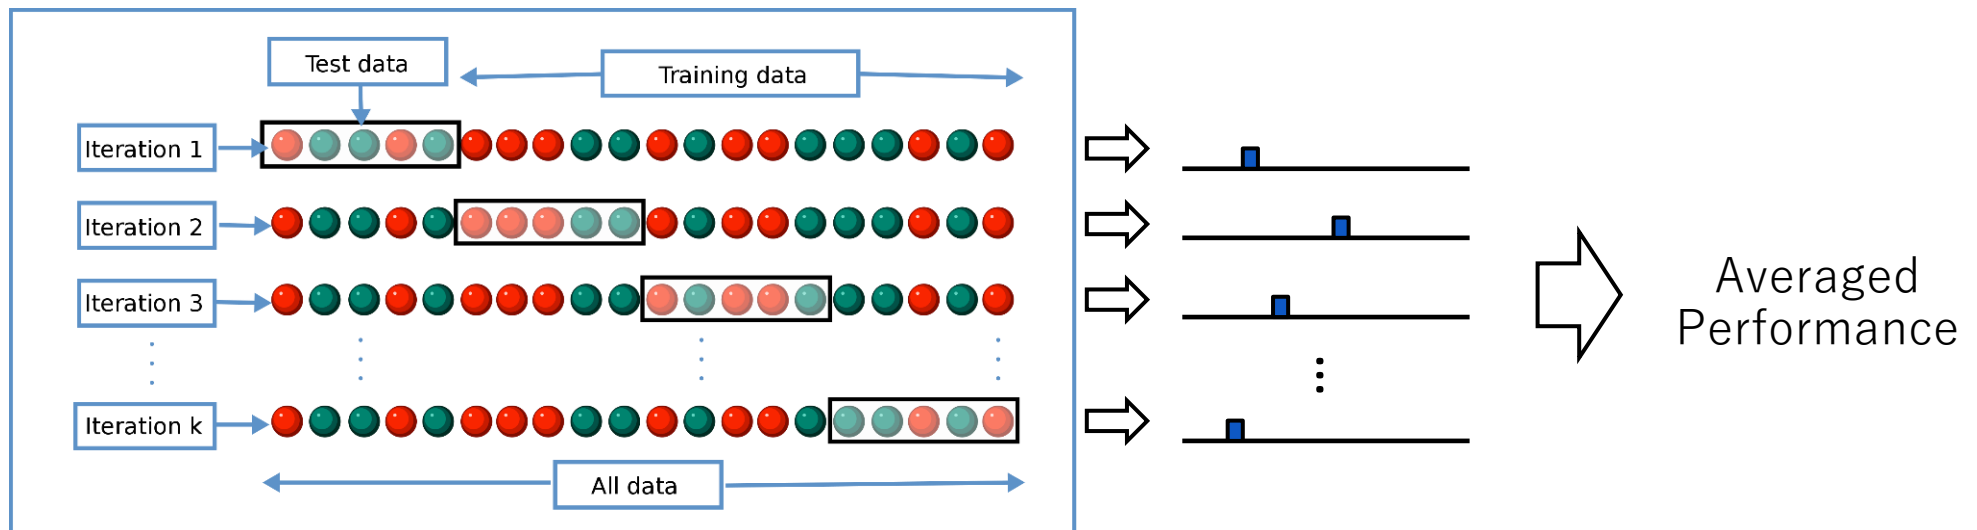 Test data
Training data
Iteration 1
Iteration 2
Iteration 3
Iteration k
All data
Averaged
Performance